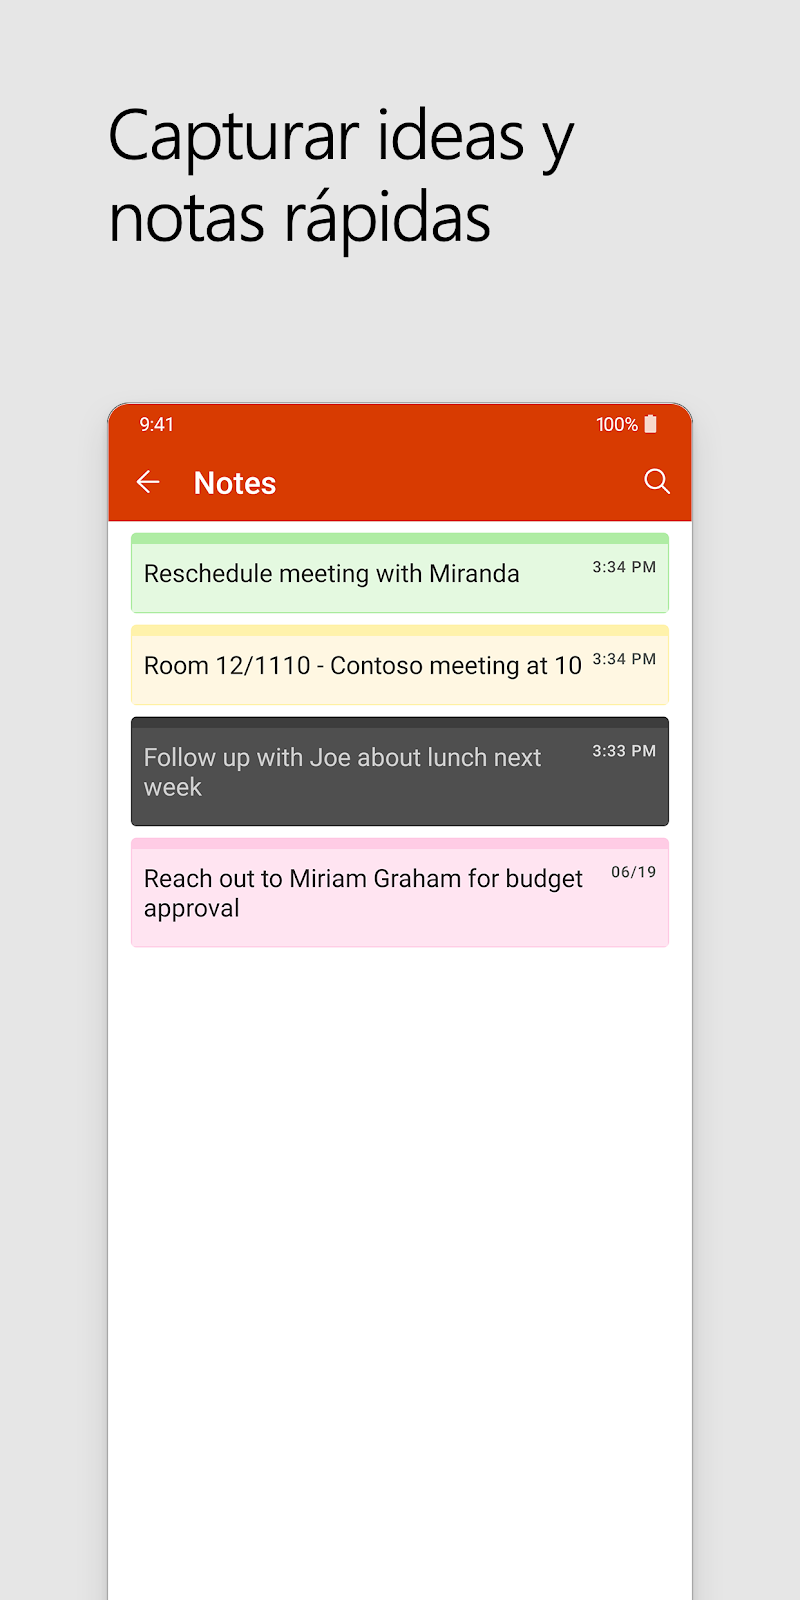 Capturar ideas y
notas rápidas
9:41
100%
Notes
Reschedule meeting with Miranda
3:34 PM
Room 12/1110 - Contoso meeting at 10
3:34 PM
Follow up with Joe about lunch next
week
3:33 PM
Reach out to Miriam Graham for budget
approval
06/19